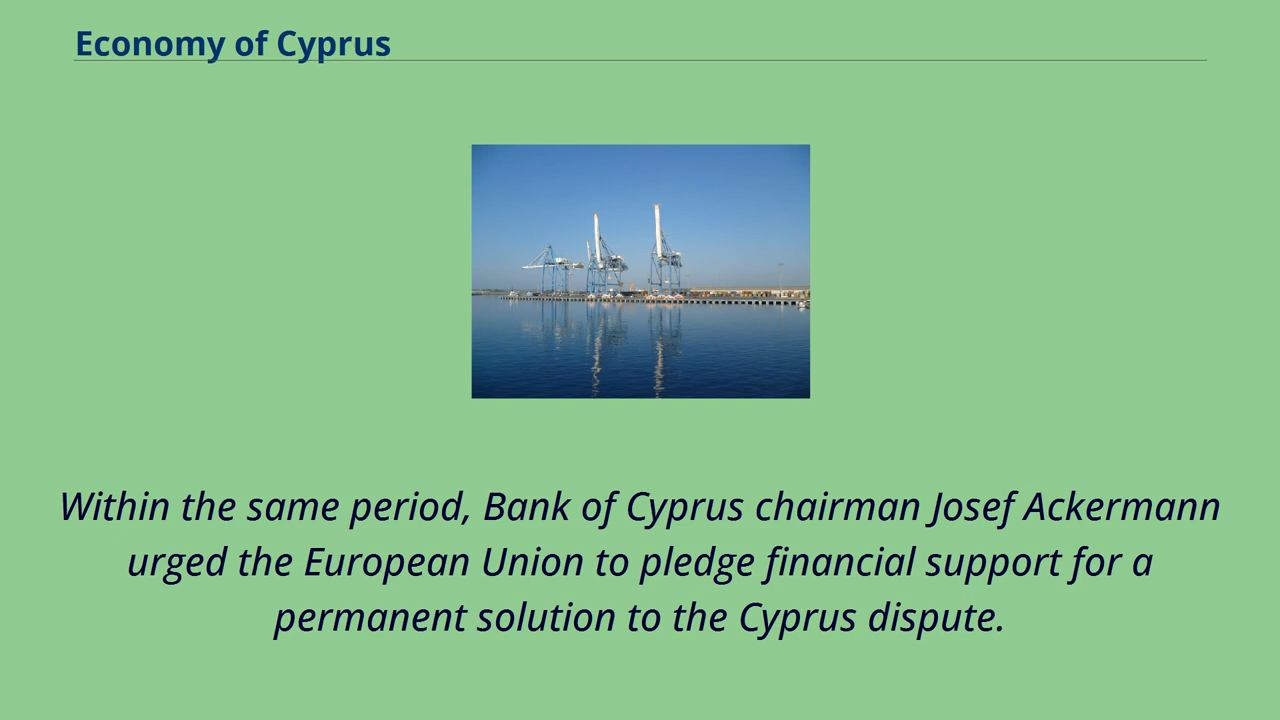 Economy of Cyprus
Within the same period, Bank of Cyprus chairman Josef Ackermann
urged the European Union to pledge financial support for a
permanent solution to the Cyprus dispute.